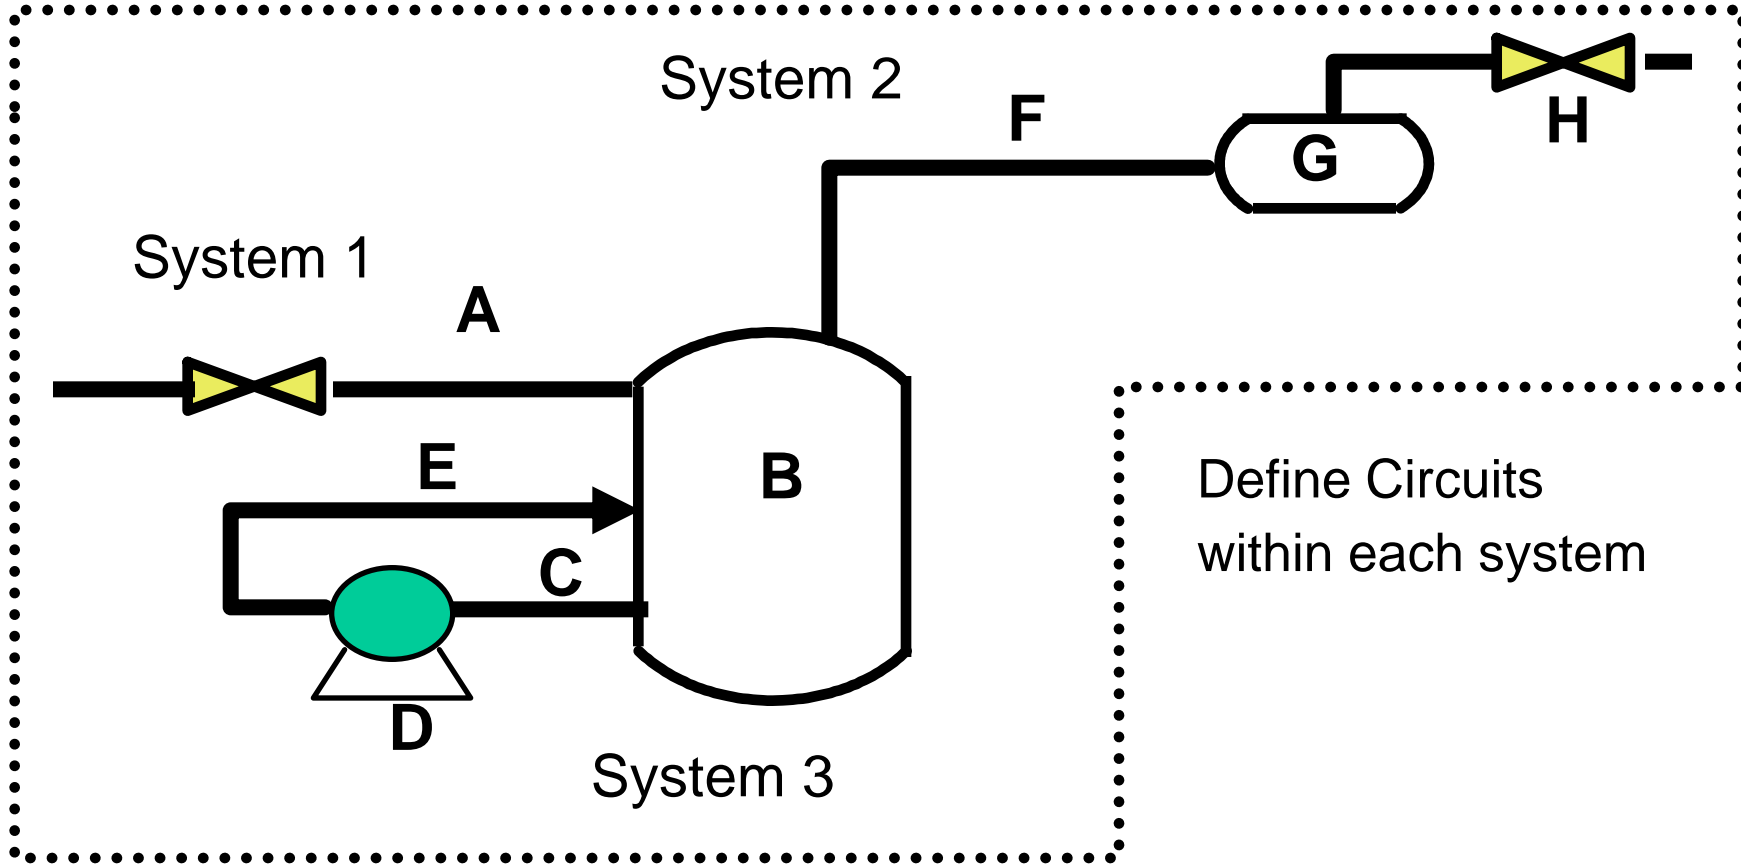 System 2
F
H
G
System 1
A
E
B
Define Circuits
within each system
C
D
System 3